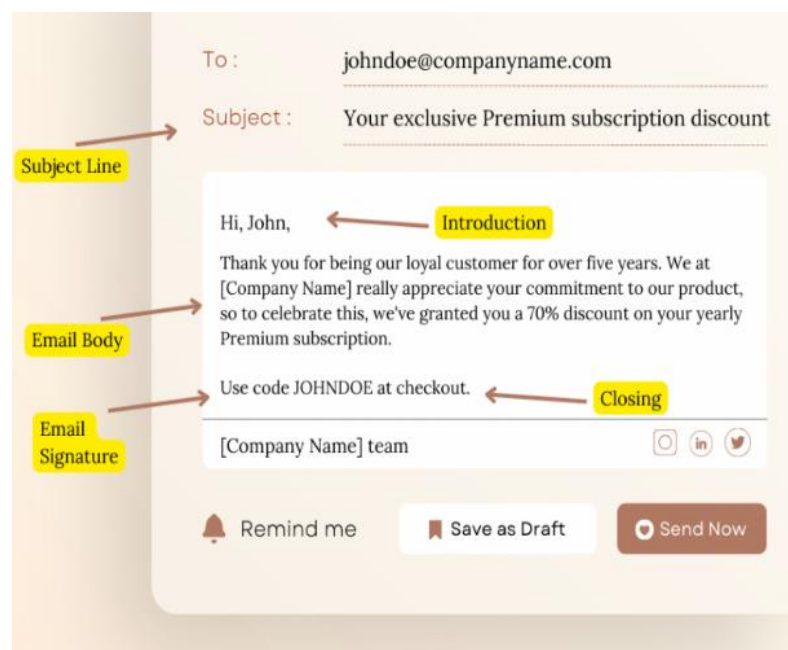 To :
johndoe@companyname.com
Subject :
Your exclusive Premium subscription discount
Subject Line
Hi, John,
Introduction
Thank you for being our loyal customer for over five years. We at
[Company Name] really appreciate your commitment to our product,
so to celebrate this, we've granted you a 70% discount on your yearly
Premium subscription.
Email Body
Use code JOHNDOE at checkout.
Closing
Email
Signature
[Company Name] team
in
Remind me
Save as Draft
Send Now